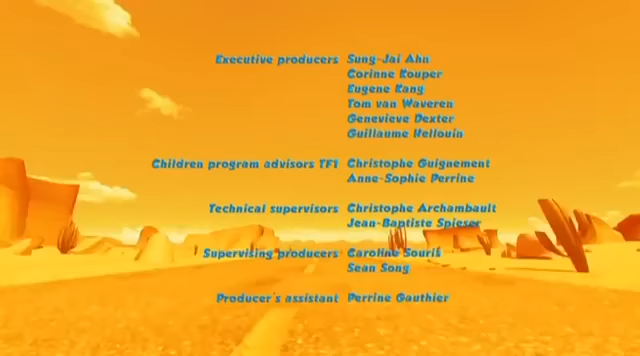 Executive producers Sung-Jai Ahn
Corinne Kouper
Eugene Kang
Tom van Waveren
Genevieve Dexter
Guillaume Hellouin
Children program advisors TF1 Christophe Guignement
Anne-Sophie Perrine
Technical supervisors Christophe Archambault
Jean-Baptiste Spieser
Supervising producers Caroline Souris
Sean Song
Producer's assistant Perrine Gauthier